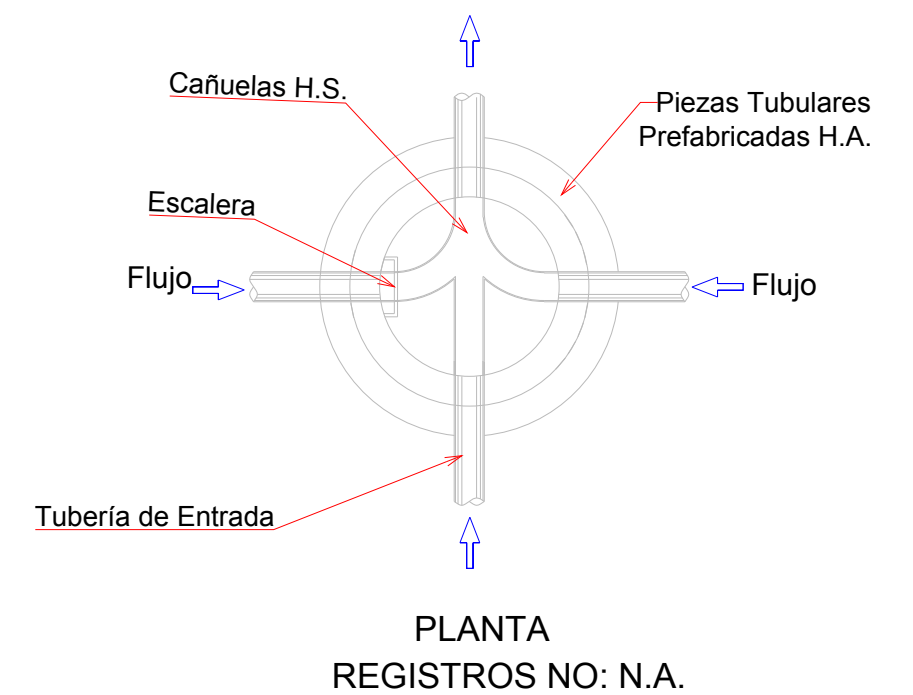 Cañuelas H.S.
Piezas Tubulares
Prefabricadas H.A.
Escalera
Flujo
Flujo
Tubería de Entrada
PLANTA
REGISTROS NO: N.A.